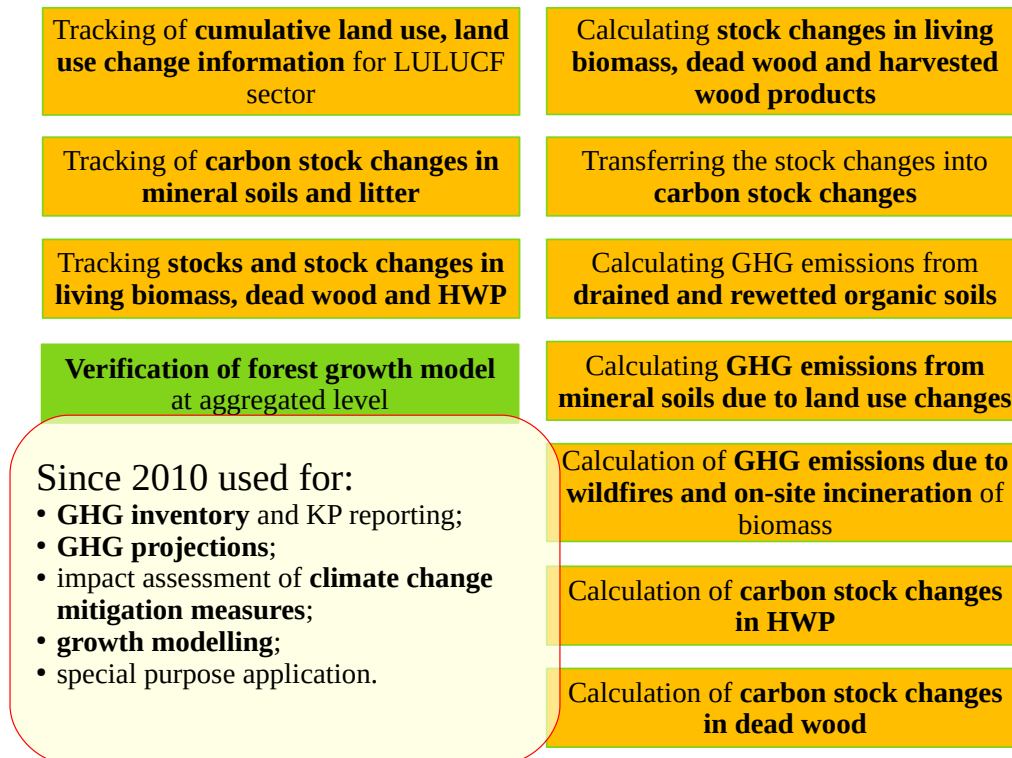 Tracking of cumulative land use, land
use change information for LULUCF
sector
Tracking of carbon stock changes in
mineral soils and litter
Tracking stocks and stock changes in
living biomass, dead wood and HWP
Verification of forest growth model
at aggregated level
Since 2010 used for:
• GHG inventory and KP reporting;
• GHG projections;
• impact assessment of climate change
mitigation measures;
• growth modelling;
• special purpose application.
Calculating stock changes in living
biomass, dead wood and harvested
wood products
Transferring the stock changes into
carbon stock changes
Calculating GHG emissions from
drained and rewetted organic soils
Calculating GHG emissions from
mineral soils due to land use changes
Calculation of GHG emissions due to
wildfires and on-site incineration of
biomass
Calculation of carbon stock changes
in HWP
Calculation of carbon stock changes
in dead wood